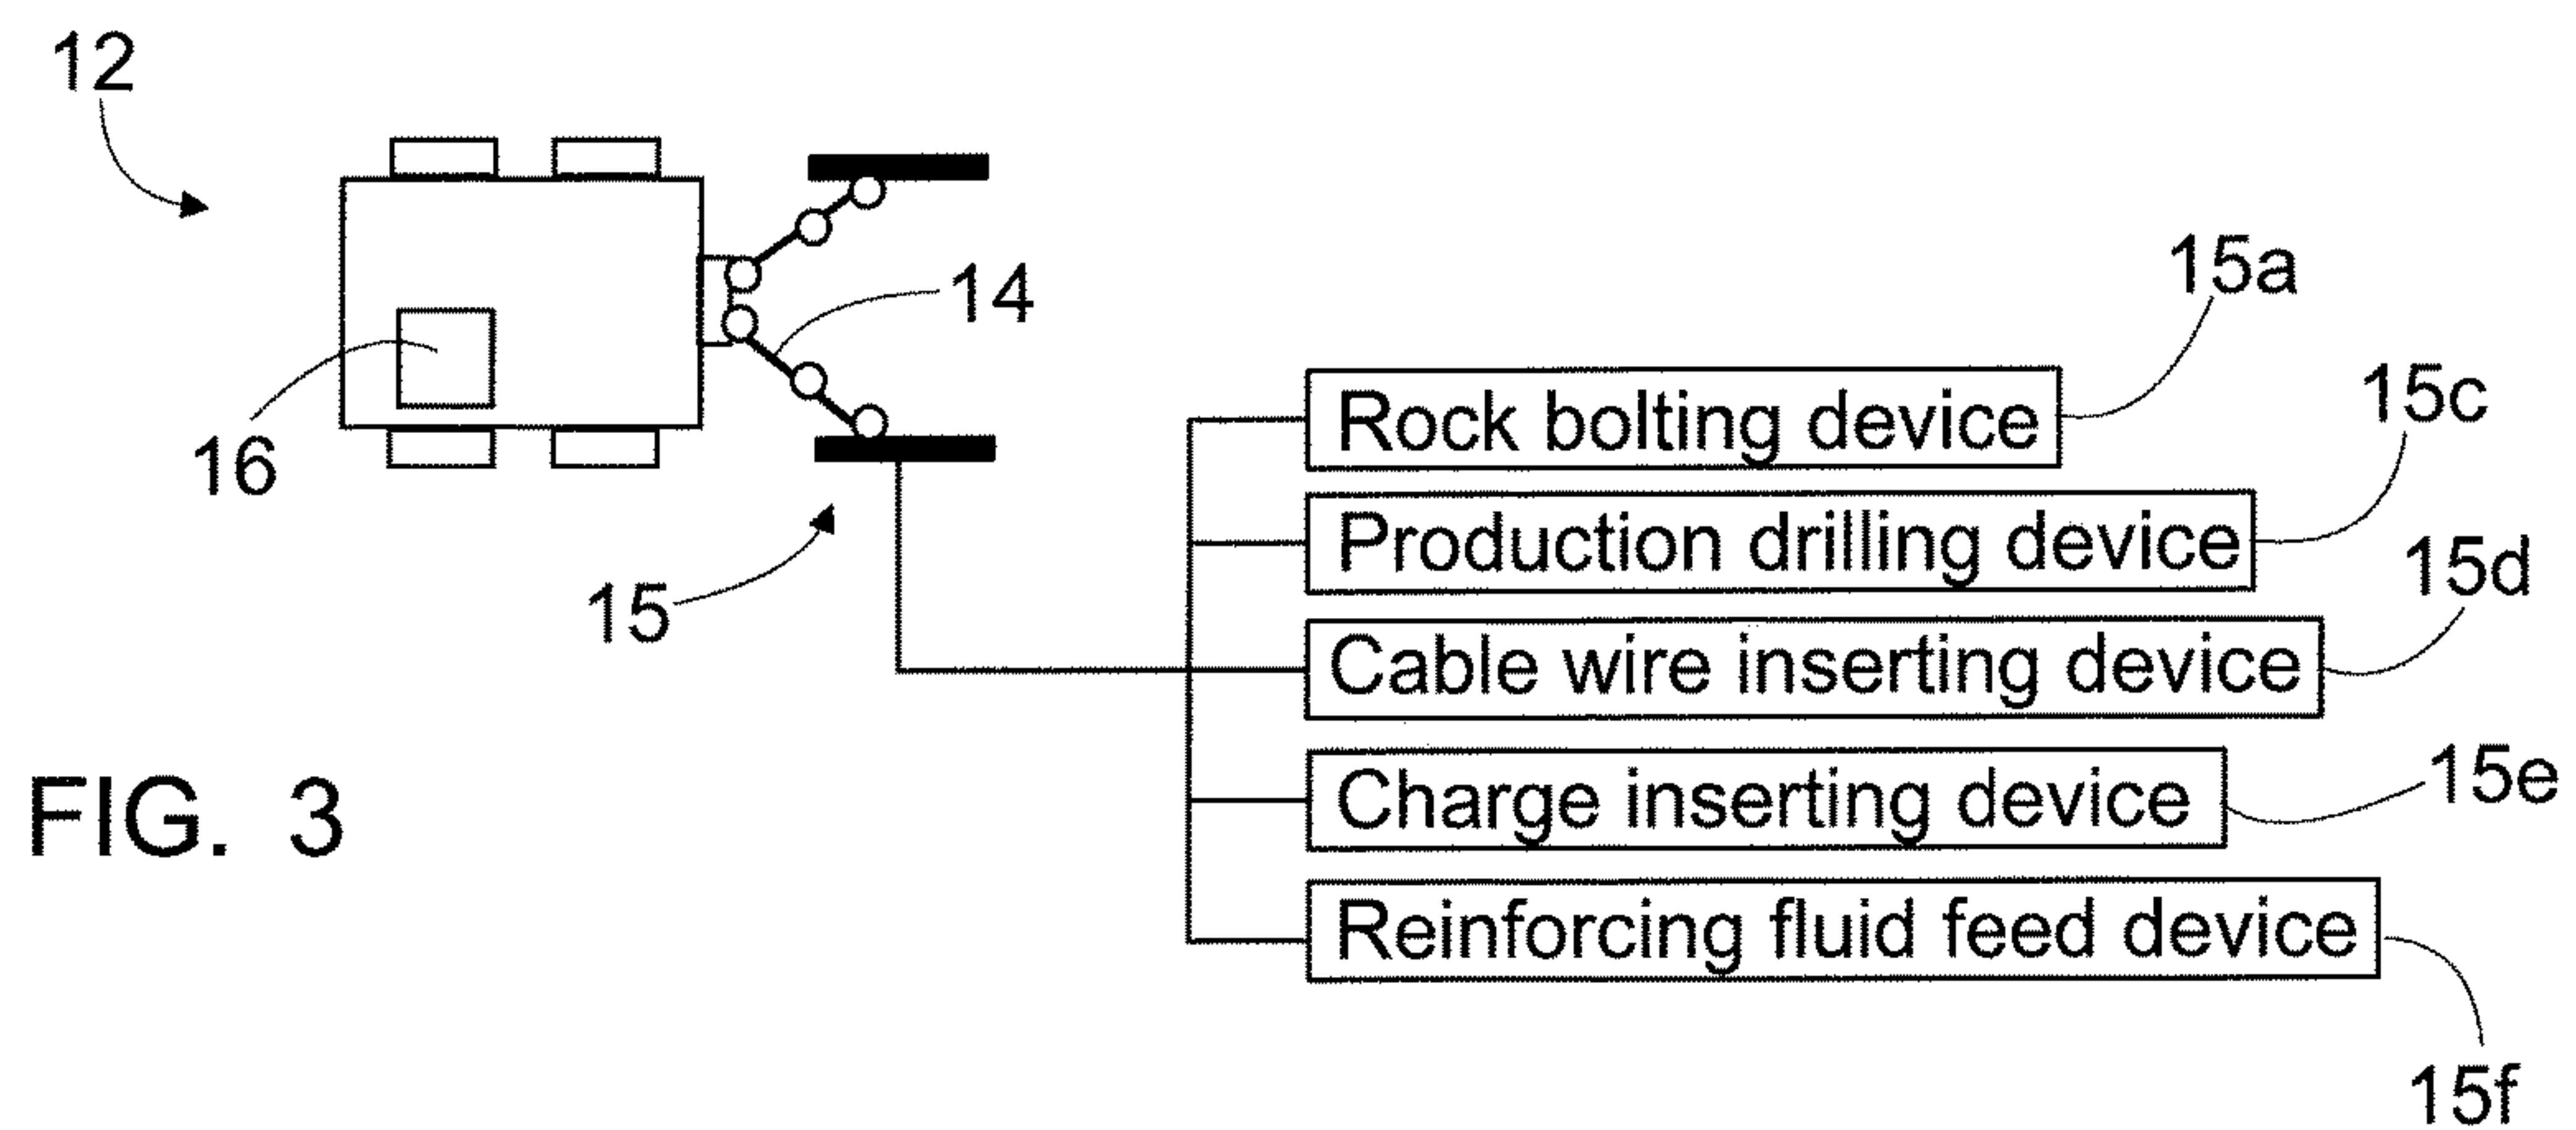 12
15a
14
15c
Rock bolting device
16
Production drilling device
15d
15
Cable wire inserting device
15e
Charge inserting device
FIG. 3
Reinforcing fluid feed device
15f